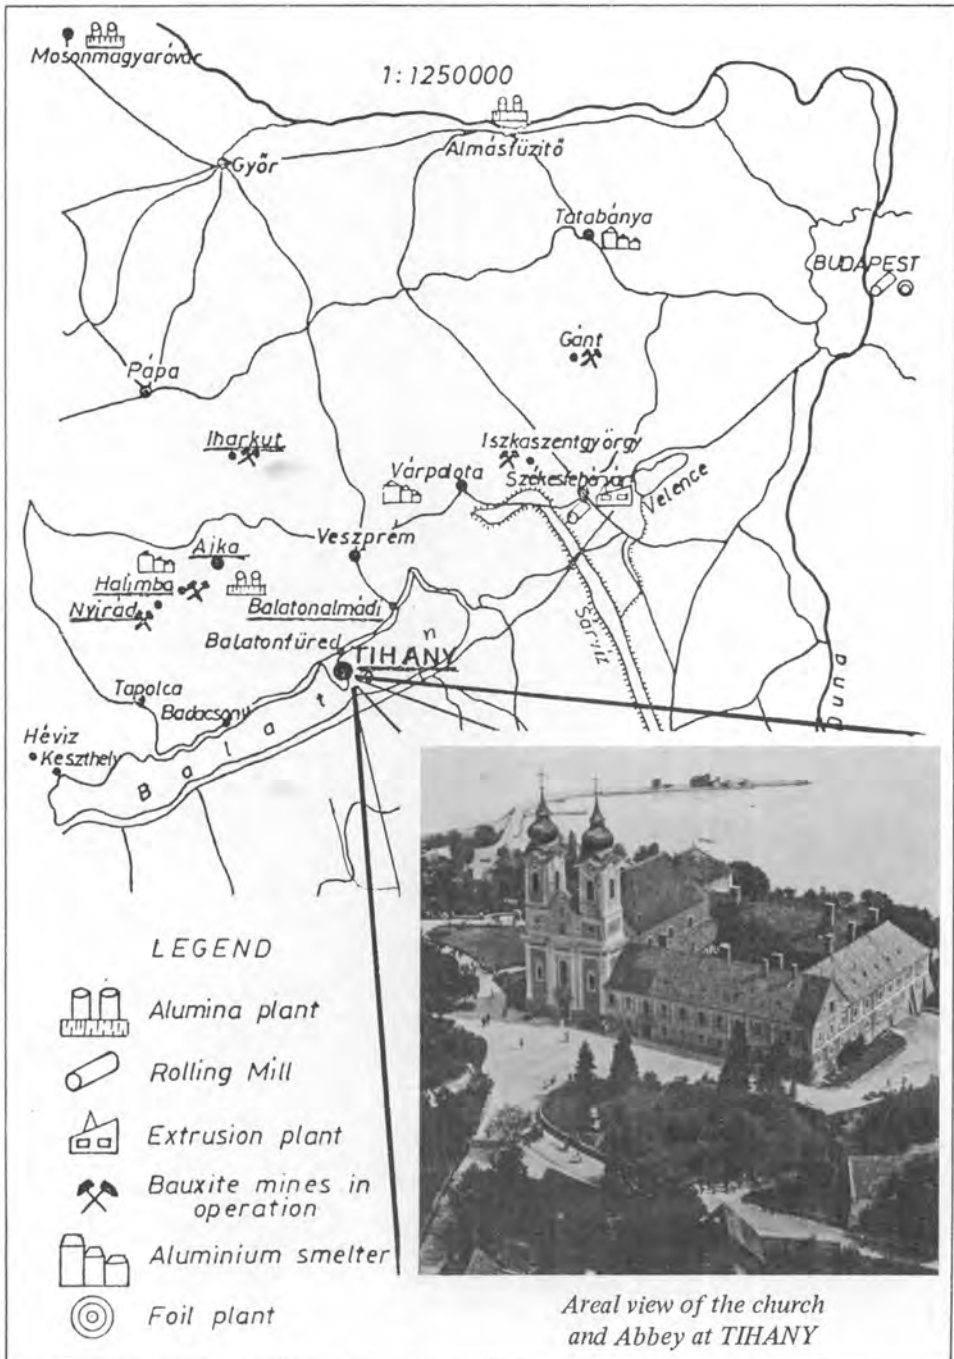 Mosonmagyaróvár
1:1250000
Almásfüzitő
Győr
Tatabánya
BUDAPEST
Gánt
Pápa
Iharkut
Iszkaszentgyörgy
Várpalota
Székesfehérvár
Velence
Veszprém
Ajka
Halimba
Nyirád
Balatonalmádi
Balatonfüred
TIHANY
Sárvíz
Duna
Tapolca
Badacsony
Héviz
Keszthely
Balaton
LEGEND
Alumina plant
Rolling Mill
Extrusion plant
Bauxite mines in
operation
Aluminium smelter
Foil plant
Areal view of the church
and Abbey at TIHANY